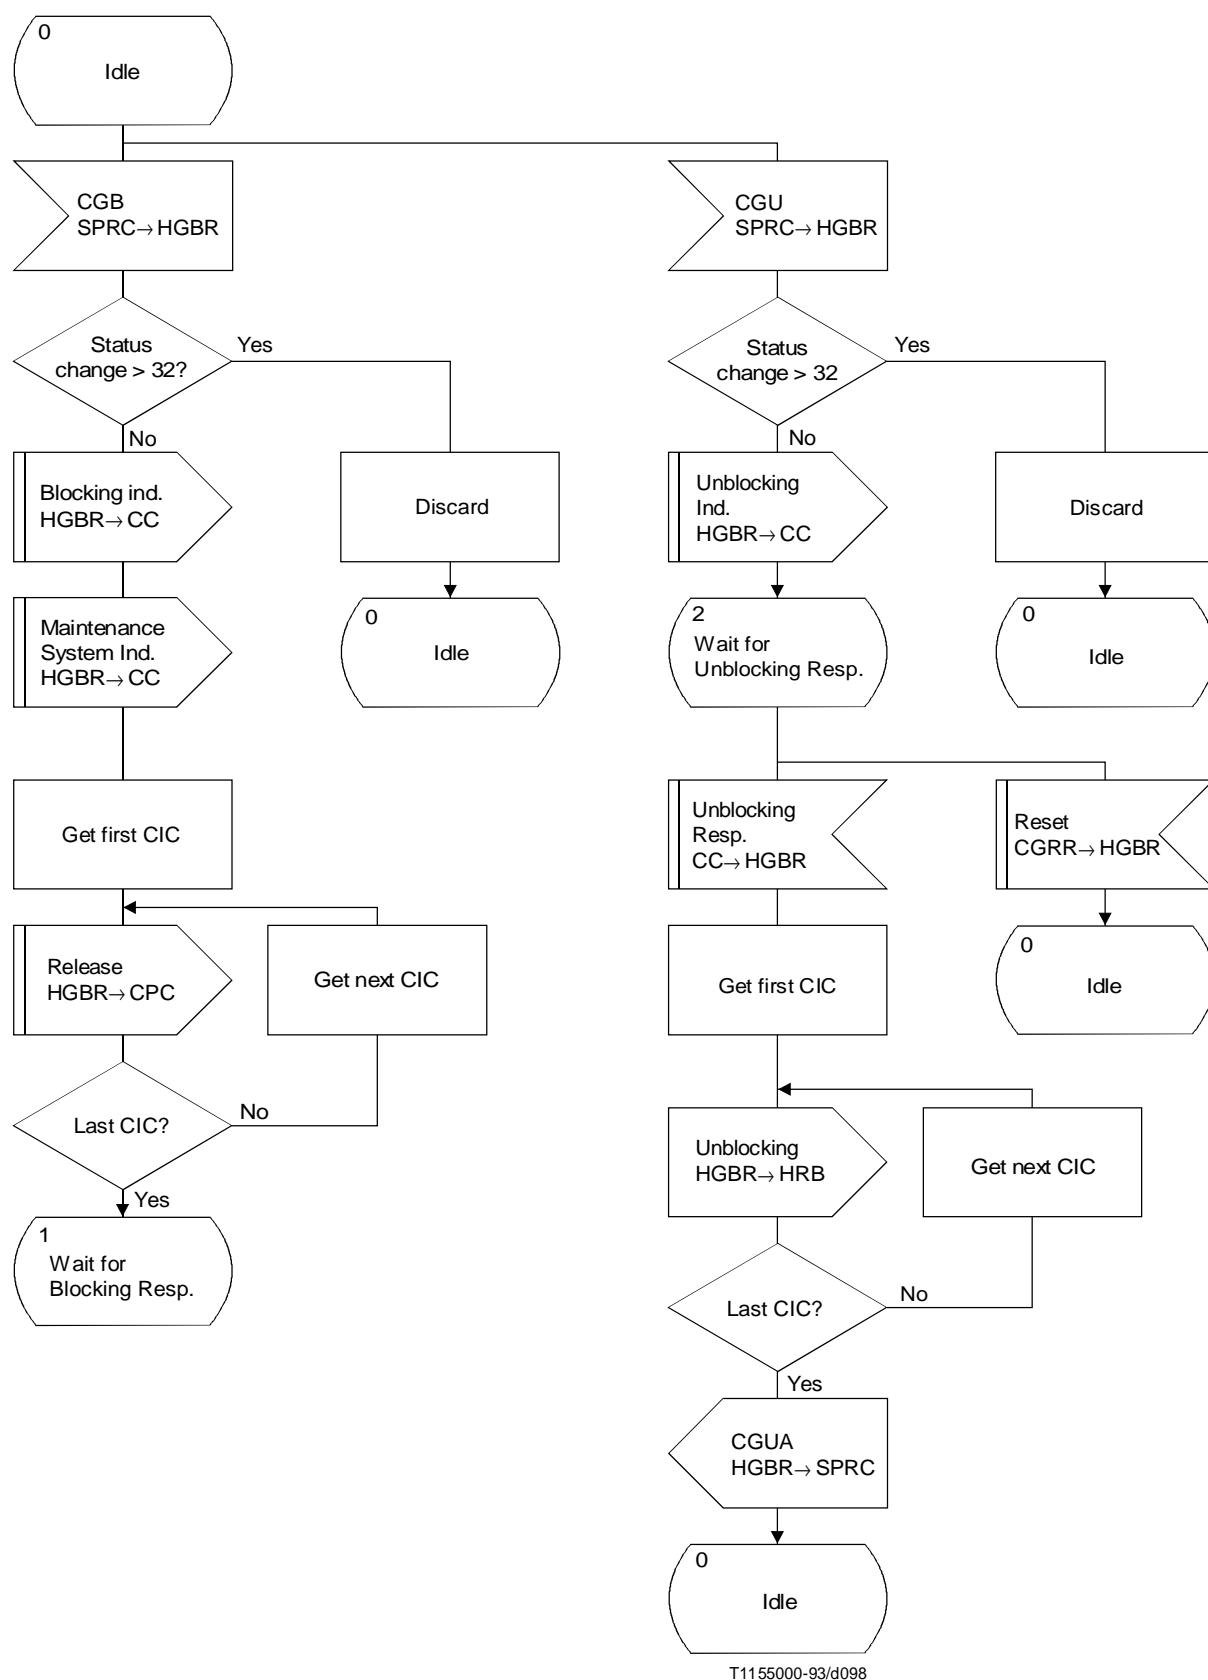 0
Idle
CGB
SPRC→HGBR
CGU
SPRC→HGBR
Status
change > 32?
Yes
No
Status
change > 32
Yes
No
Blocking ind.
HGBR→CC
Discard
Unblocking
Ind.
HGBR→CC
Discard
Maintenance
System Ind.
HGBR→CC
0
Idle
2
Wait for
Unblocking Resp.
0
Idle
Get first CIC
Unblocking
Resp.
CC→HGBR
Reset
CGRR→HGBR
Release
HGBR→CPC
Get next CIC
Get first CIC
0
Idle
Last CIC?
No
Yes
Unblocking
HGBR→HRB
Get next CIC
1
Wait for
Blocking Resp.
Last CIC?
No
Yes
CGUA
HGBR→SPRC
0
Idle
T1155000-93/d098